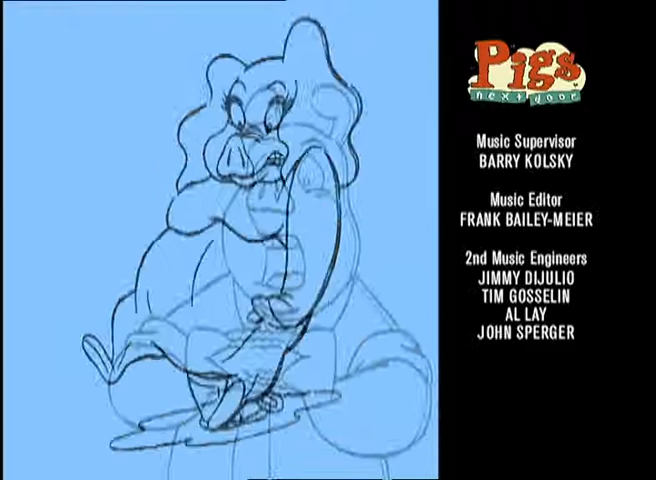 Pigs
next door
Music Supervisor
BARRY KOLSKY
Music Editor
FRANK BAILEY-MEIER
2nd Music Engineers
JIMMY DIJULIO
TIM GOSSELIN
AL LAY
JOHN SPERGER